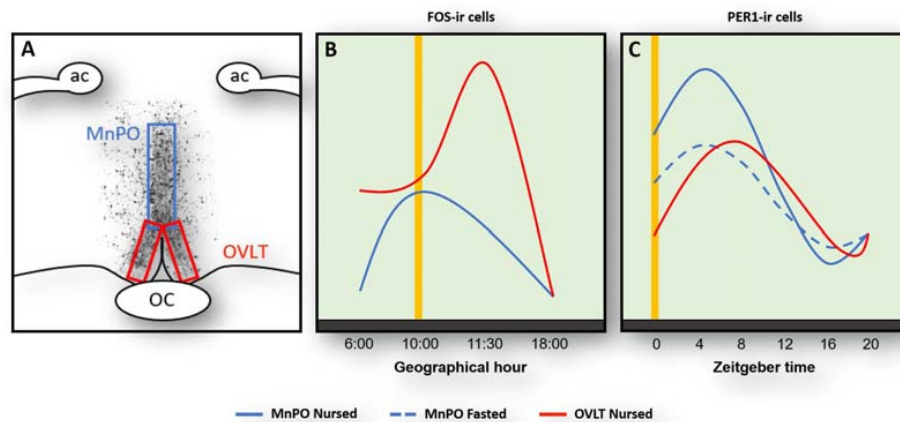 FOS-ir cells
PER1-ir cells
A
ac
ac
MnPO
OVLT
OC
B
6:00 10:00 11:30 18:00
Geographical hour
C
0 4 8 12 16 20
Zeitgeber time
MnPO Nursed MnPO Fasted OVLT Nursed